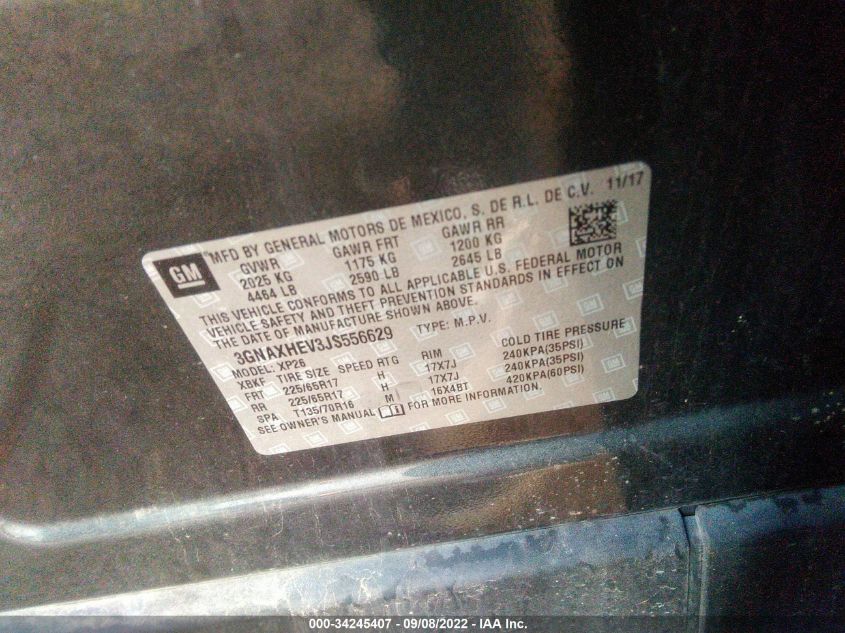 GM
MFD BY GENERAL MOTORS DE MEXICO, S. DE R.L. DE C.V. 11/17
GVWR GAWR FRT GAWR RR
2025 KG 1175 KG 1200 KG
4464 LB 2590 LB 2645 LB
THIS VEHICLE CONFORMS TO ALL APPLICABLE U.S. FEDERAL MOTOR
VEHICLE SAFETY AND THEFT PREVENTION STANDARDS IN EFFECT ON
THE DATE OF MANUFACTURE SHOWN ABOVE.
3GNAXHEV3JS556629 TYPE: M.P.V.
MODEL: XP26
XBKF TIRE SIZE SPEED RTG RIM COLD TIRE PRESSURE
FRT 225/65R17 H 17X7J 240KPA(35PSI)
RR 225/65R17 H 17X7J 240KPA(35PSI)
SPA T135/70R16 M 16X4BT 420KPA(60PSI)
SEE OWNER'S MANUAL FOR MORE INFORMATION.
000-34245407 - 09/08/2022 - IAA Inc.